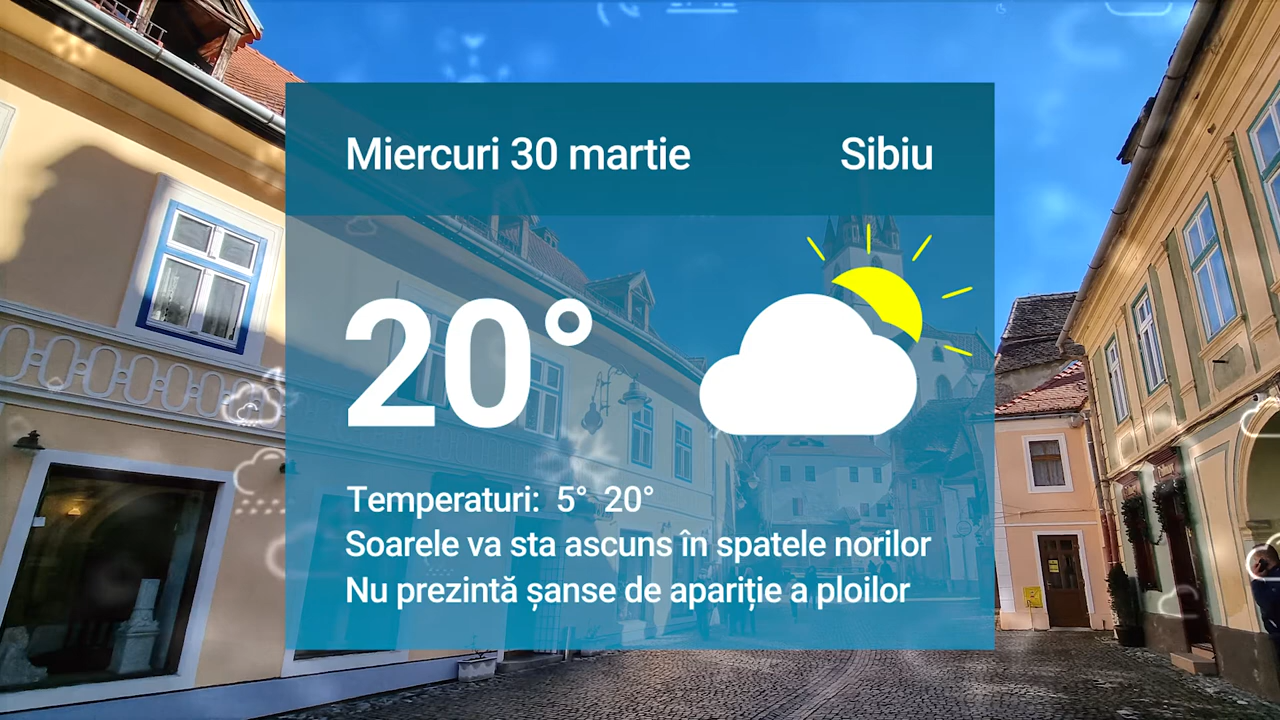 Miercuri 30 martie Sibiu
20°
Temperaturi: 5° 20°
Soarele va sta ascuns în spatele norilor
Nu prezintă șanse de apariție a ploilor